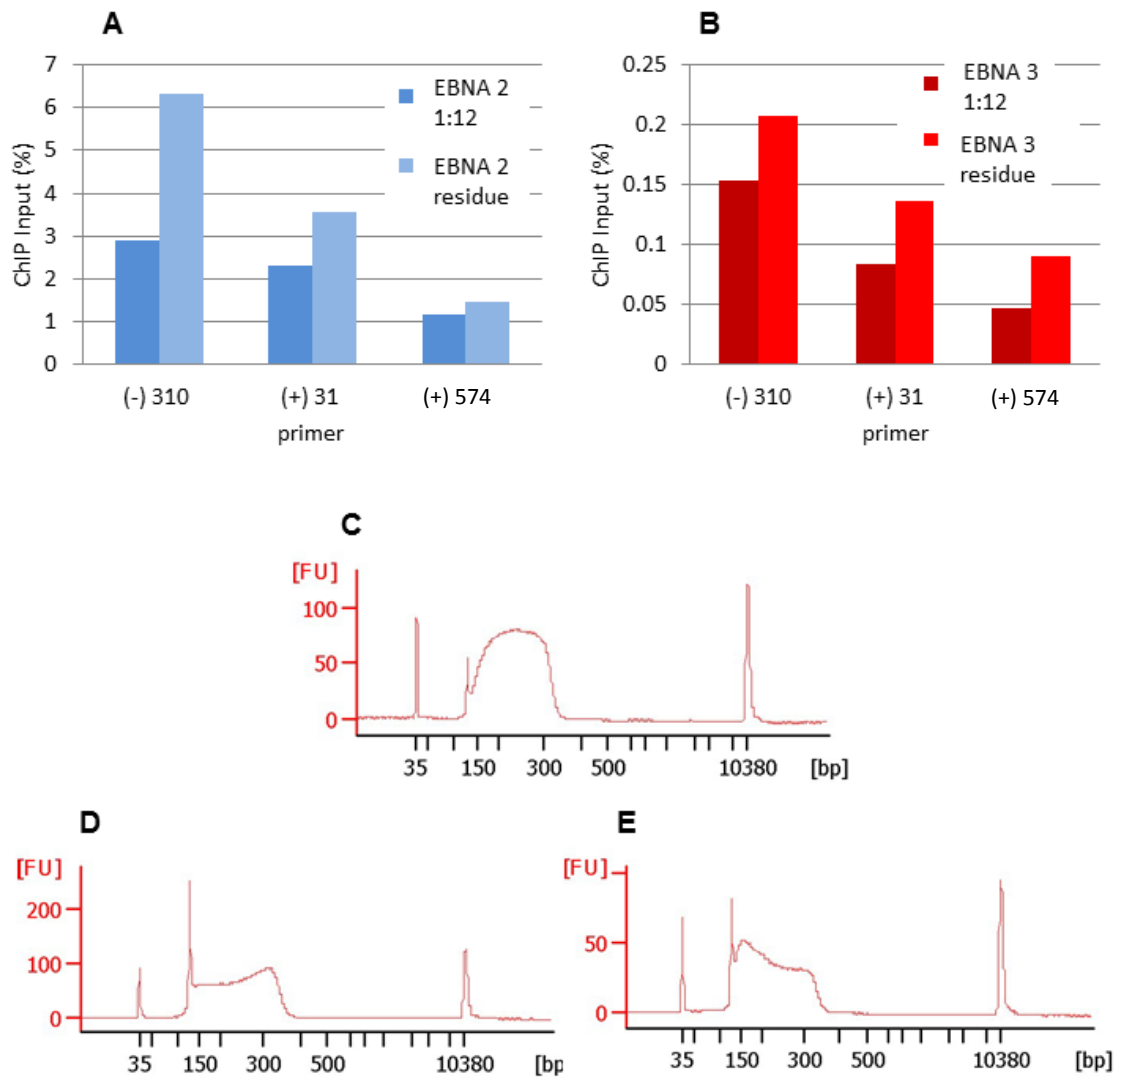 A
7
6
5
4
3
2
1
0
ChIP Input (%)
EBNA 2
1:12
EBNA 2
residue
(-) 310 (+) 31 (+) 574
primer
B
0.25
0.2
0.15
0.1
0.05
0
ChIP Input (%)
EBNA 3
1:12
EBNA 3
residue
(-) 310 (+) 31 (+) 574
primer
C
[FU]
100
50
0
35 150 300 500 10380 [bp]
D
[FU]
200
100
0
35 150 300 500 10380 [bp
E
[FU]
50
0
35 150 300 500 10380 [bp]